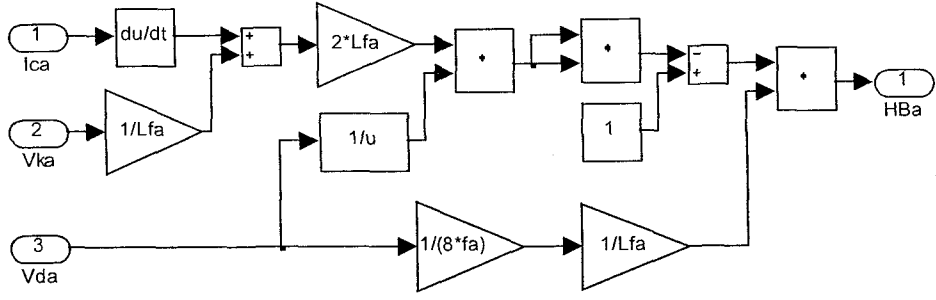 1
Ica
du/dt
+
+
2*Lfa
*
*
−
+
*
1
HBa
2
Vka
1/Lfa
1/u
1
3
Vda
1/(8*fa)
1/Lfa